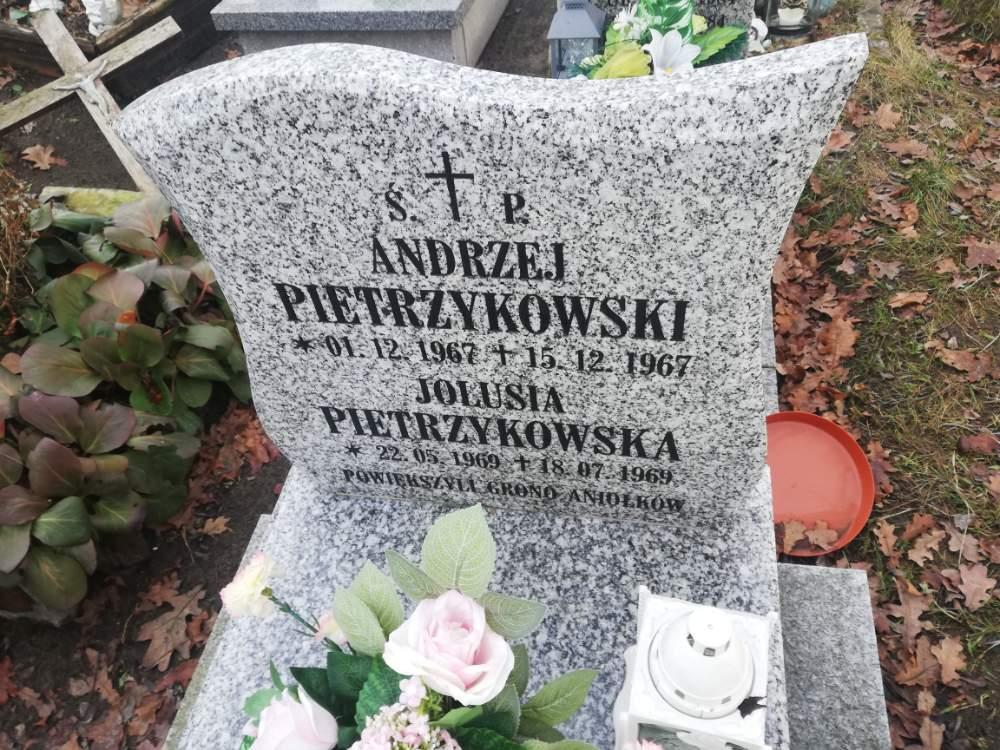 Ś. P.
ANDRZEJ
PIETRZYKOWSKI
* 01. 12. 1967 + 15. 12. 1967
JOLUSIA
PIETRZYKOWSKA
* 22. 05. 1969 + 18. 07. 1969
POWIĘKSZYLI GRONO ANIOŁKÓW